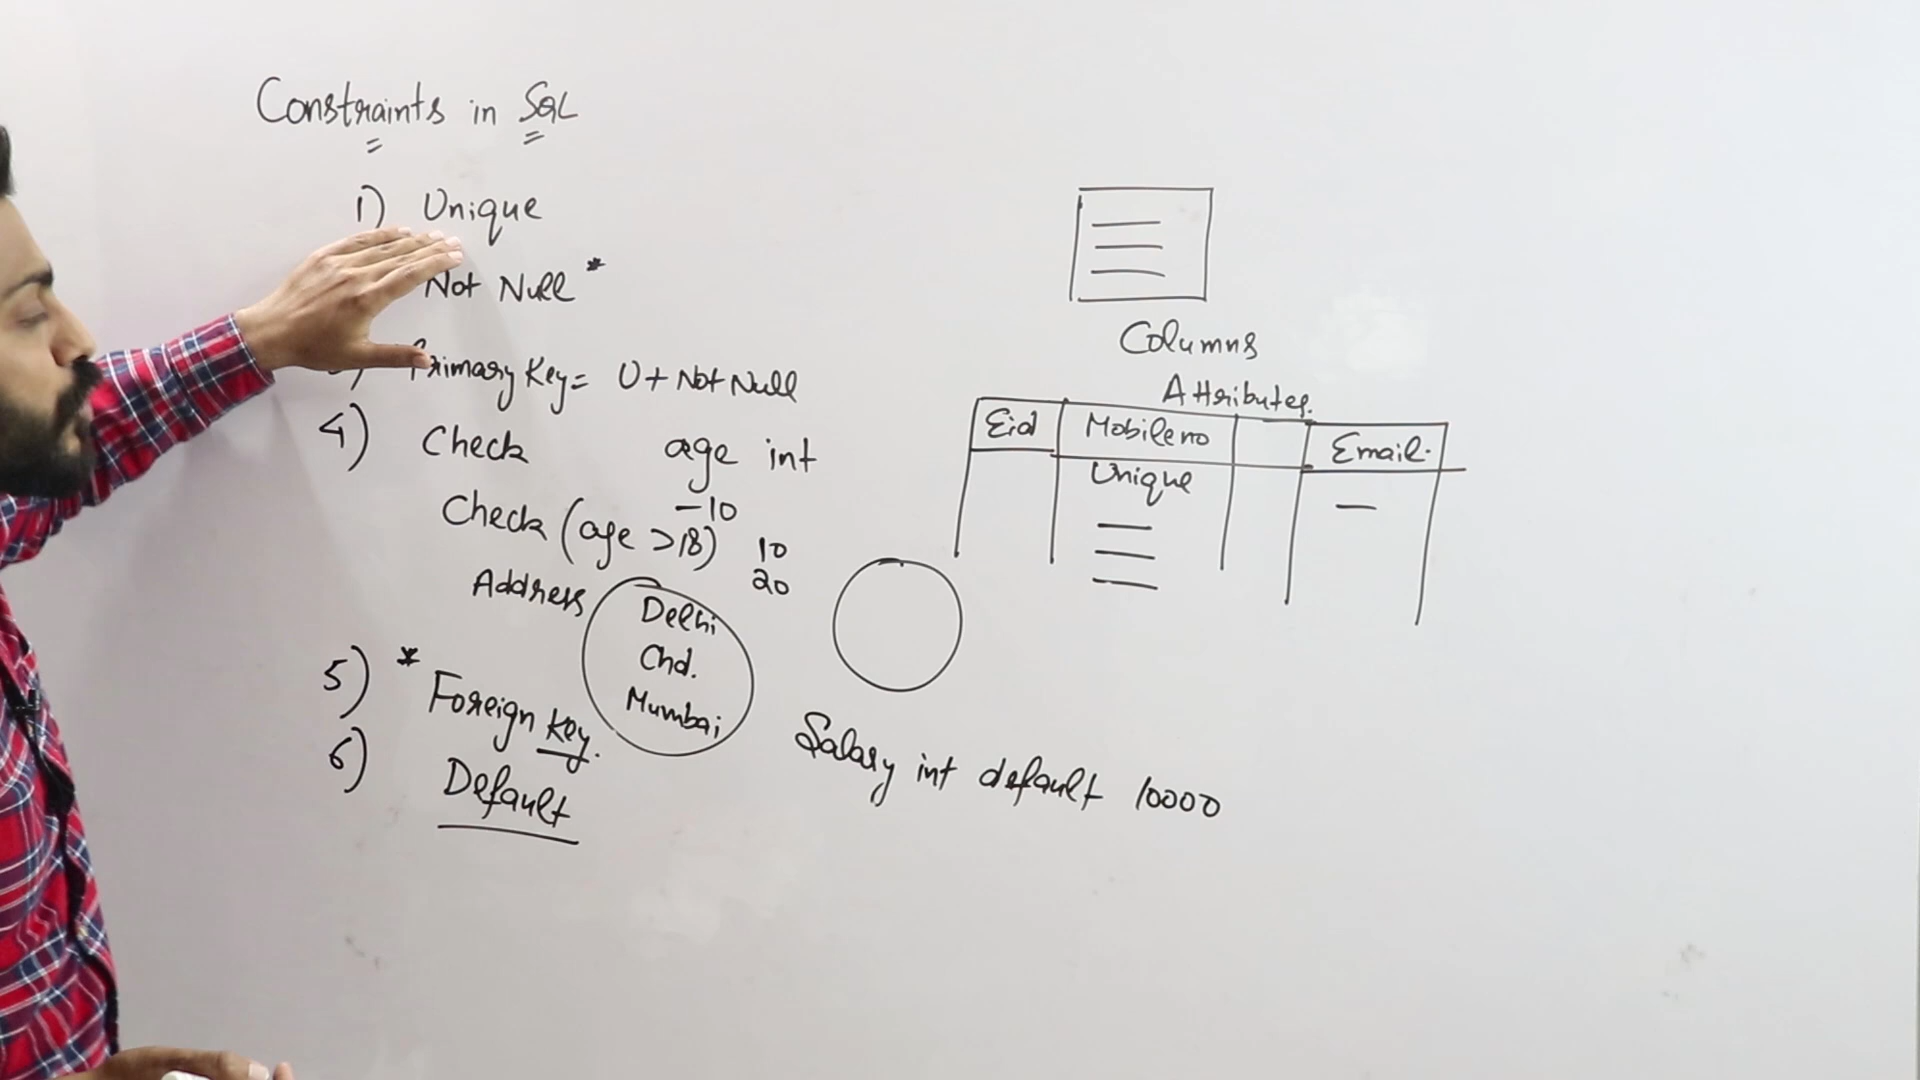 Constraints in SQL
1) Unique
Not Null *
Primary Key = U + Not Null
4) Check age int
-10
Check (age > 18) 10
20
Address Delhi
Chd.
Mumbai
5) * Foreign Key.
6) Default
Salary int default 10000
Columns
Attributes.
Eid Mobileno Email.
Unique